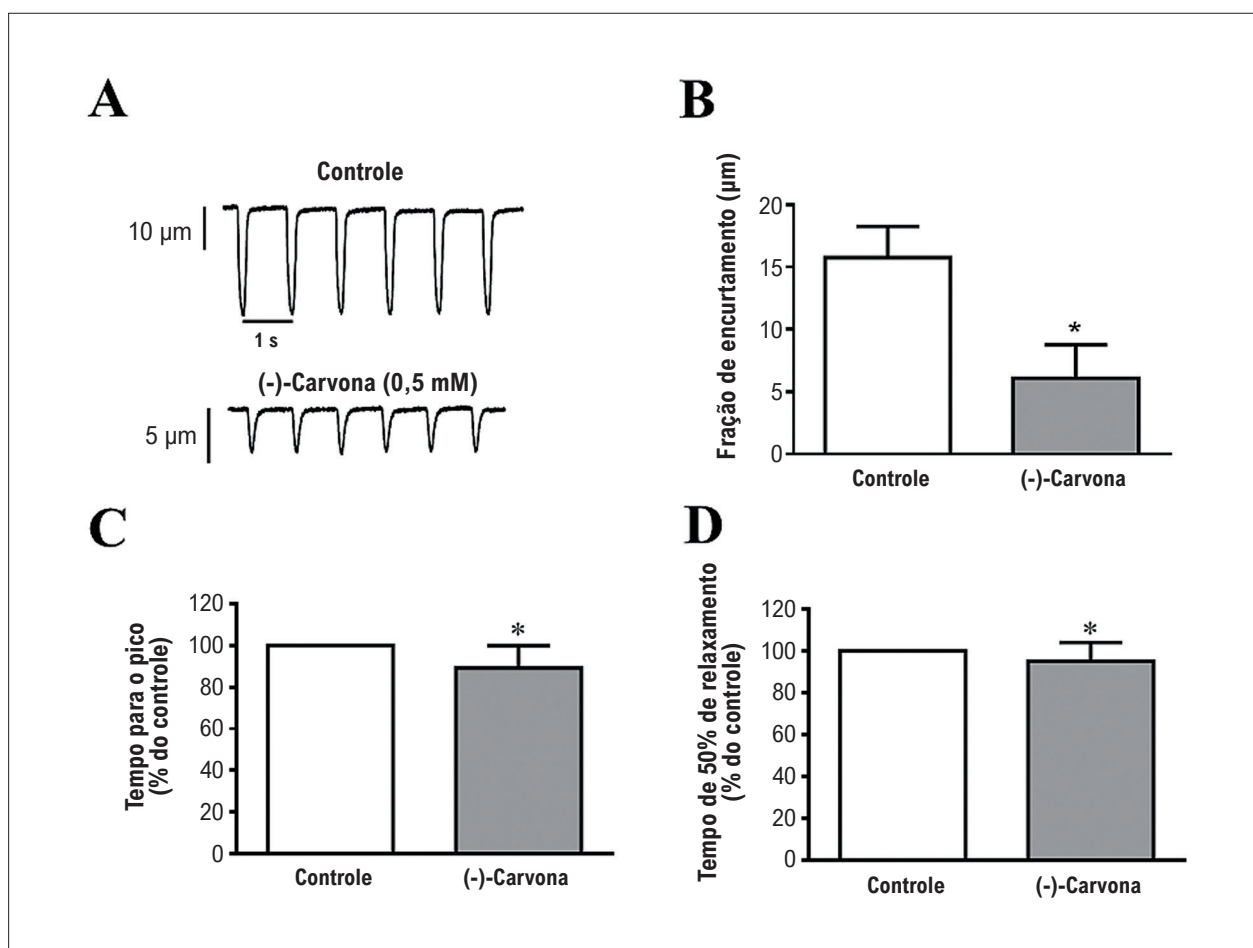 A
Controle
10 µm
1 s
(-)-Carvona (0,5 mM)
5 µm
B
Fração de encurtamento (µm)
20
15
10
5
0
*
Controle
(-)-Carvona
C
Tempo para o pico
(% do controle)
120
100
80
60
40
20
0
*
Controle
(-)-Carvona
D
Tempo de 50% de relaxamento
(% do controle)
120
100
80
60
40
20
0
*
Controle
(-)-Carvona